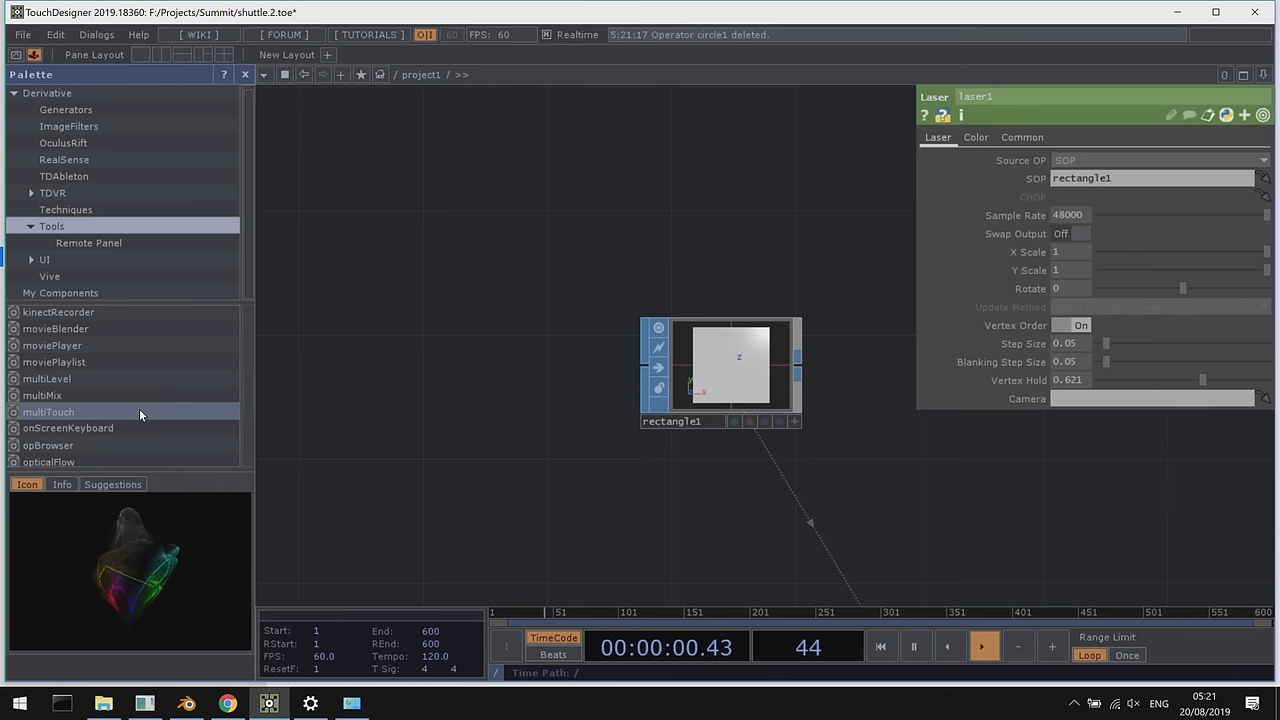 TouchDesigner 2019.18360: F:/Projects/Summit/shuttle.2.toe*
File Edit Dialogs Help [ WIKI ] [ FORUM ] [ TUTORIALS ] O|I 60 FPS: 60 Realtime 5:21:17 Operator circle1 deleted.
Pane Layout New Layout +
Palette ? x
/ project1 / >> 0
Derivative
Generators
ImageFilters
OculusRift
RealSense
TDAbleton
TDVR
Techniques
Tools
Remote Panel
UI
Vive
My Components
kinectRecorder
movieBlender
moviePlayer
moviePlaylist
multiLevel
multiMix
multiTouch
onScreenKeyboard
opBrowser
opticalFlow
Icon Info Suggestions
z
y
x
rectangle1
Laser laser1
? ? i
Laser Color Common
Source OP SOP
SOP rectangle1
CHOP
Sample Rate 48000
Swap Output Off
X Scale 1
Y Scale 1
Rotate 0
Update Method
Vertex Order On
Step Size 0.05
Blanking Step Size 0.05
Vertex Hold 0.621
Camera
1 51 101 151 201 251 301 351 401 451 501 551 600
Start: 1 End: 600
RStart: 1 REnd: 600
FPS: 60.0 Tempo: 120.0
ResetF: 1 T Sig: 4 4
TimeCode
Beats
00:00:00.43
44
Range Limit
Loop Once
/ Time Path: /
ENG
05:21
20/08/2019